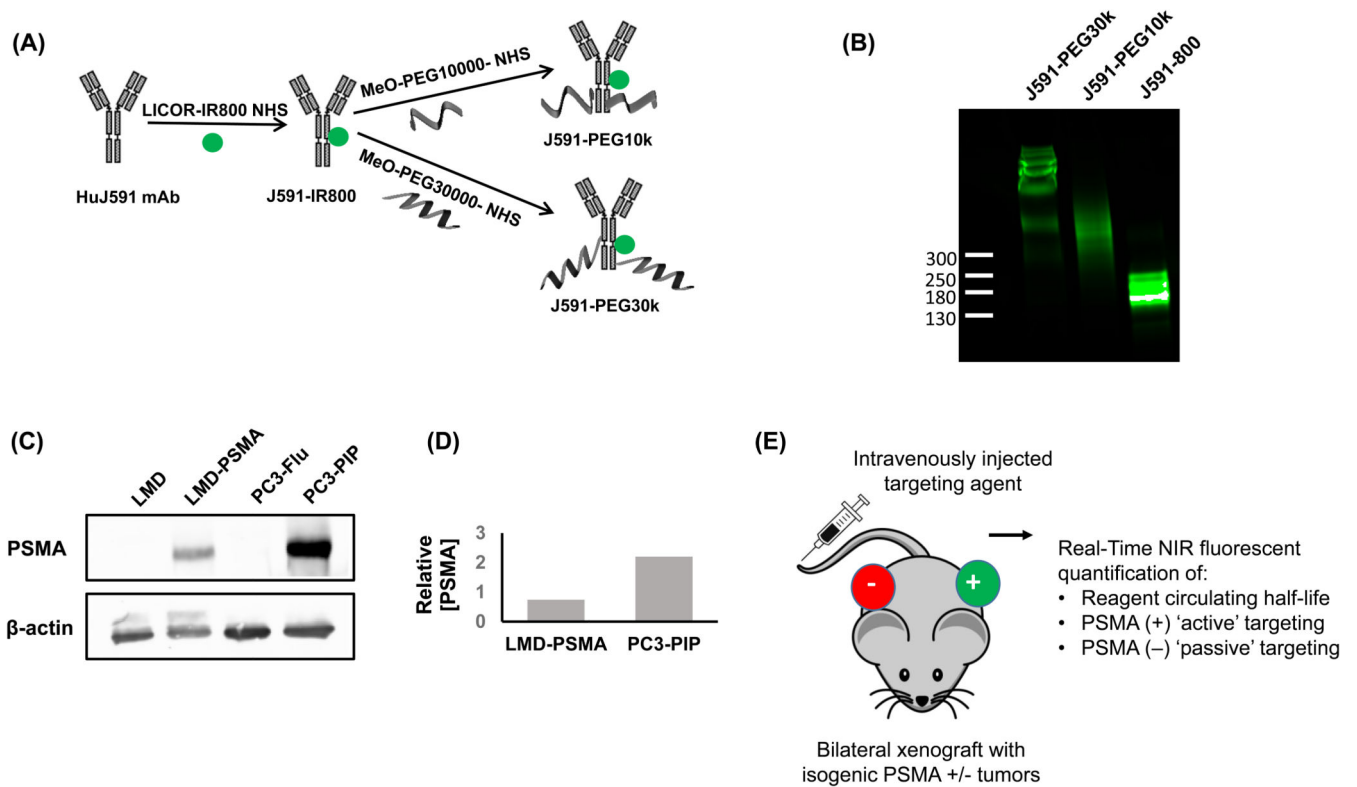 (A)
LICOR-IR800 NHS
HuJ591 mAb
J591-IR800
MeO-PEG10000- NHS
J591-PEG10k
MeO-PEG30000- NHS
J591-PEG30k
(B)
J591-PEG30k
J591-PEG10k
J591-800
300
250
180
130
(C)
LMD
LMD-PSMA
PC3-Flu
PC3-PIP
PSMA
β-actin
(D)
Relative
[PSMA]
3
2
1
0
LMD-PSMA
PC3-PIP
(E)
Intravenously injected
targeting agent
-
+
Bilateral xenograft with
isogenic PSMA +/- tumors
Real-Time NIR fluorescent
quantification of:
• Reagent circulating half-life
• PSMA (+) ‘active’ targeting
• PSMA (–) ‘passive’ targeting